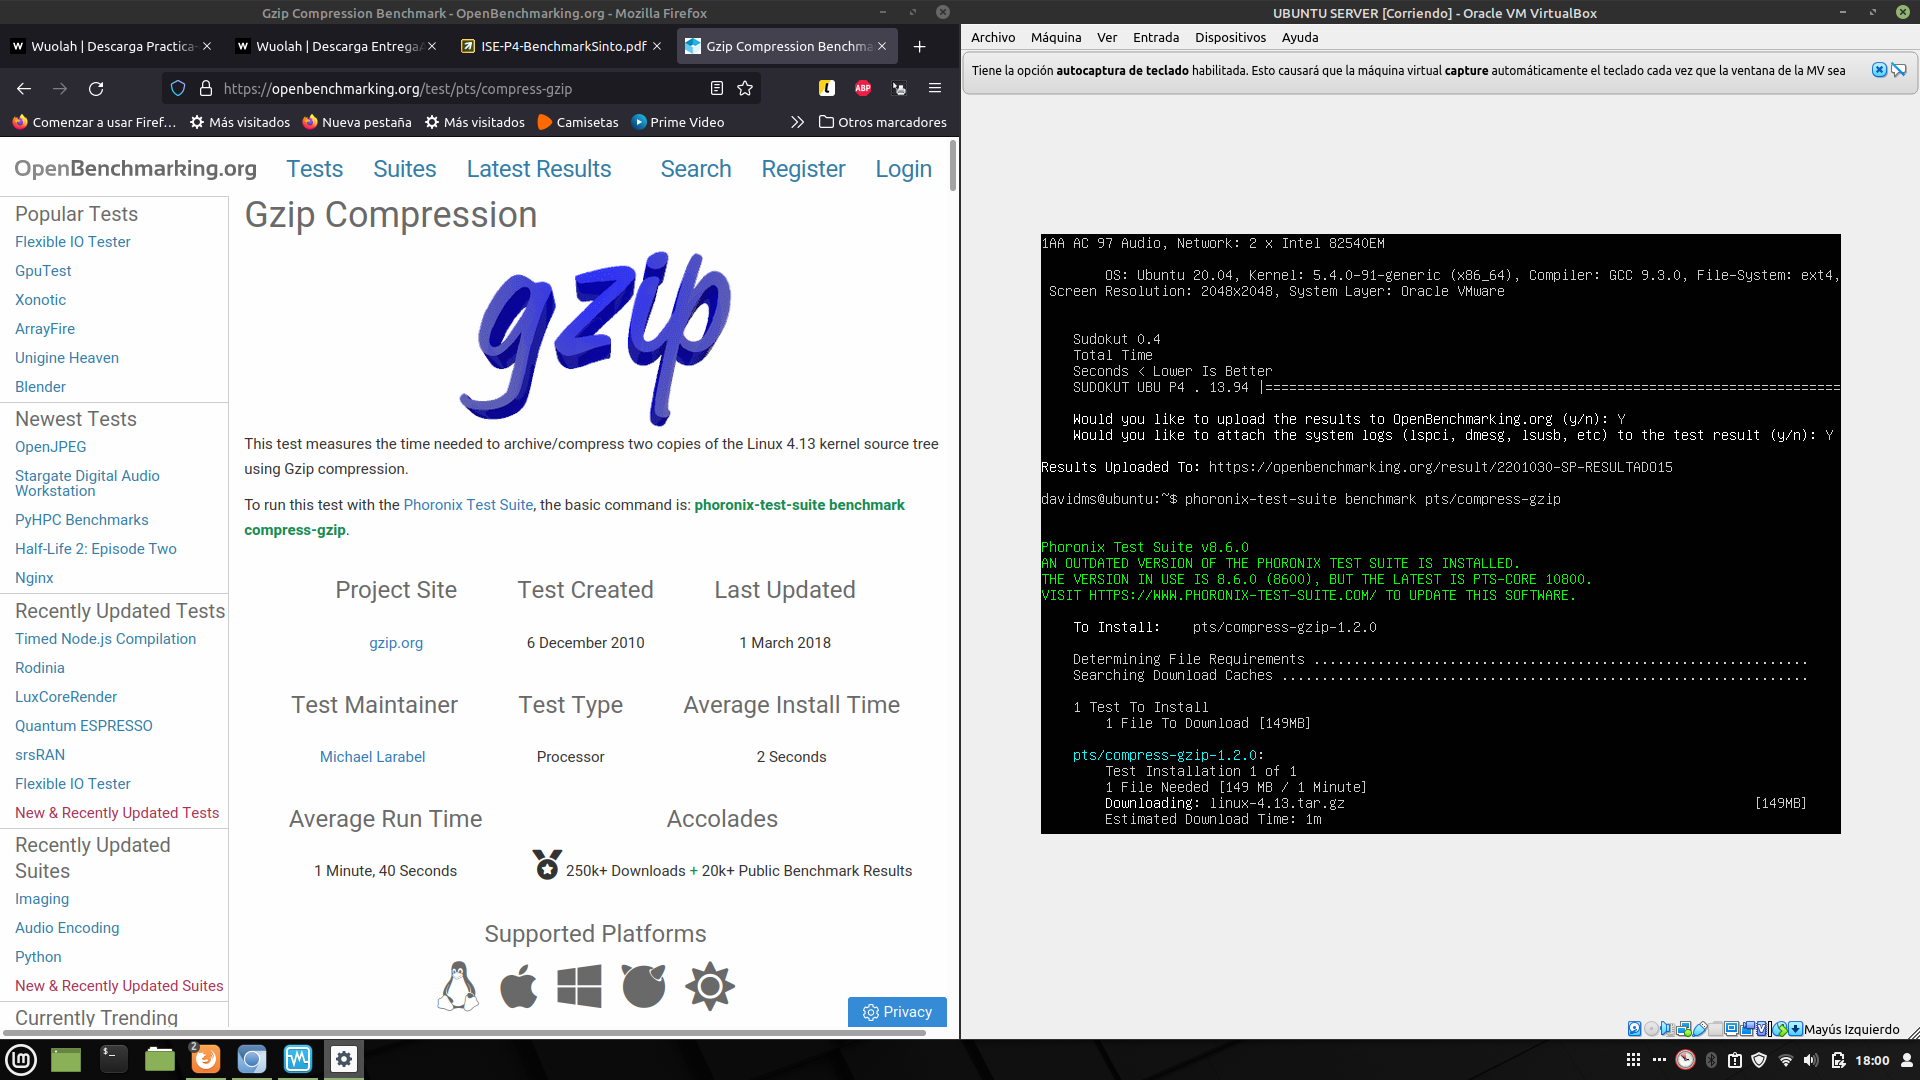 Gzip Compression Benchmark - OpenBenchmarking.org - Mozilla Firefox
Wuolah | Descarga Practica-
Wuolah | Descarga EntregaA
ISE-P4-BenchmarkSinto.pdf
Gzip Compression Benchma
https://openbenchmarking.org/test/pts/compress-gzip
ABP
Comenzar a usar Firef…
Más visitados
Nueva pestaña
Más visitados
Camisetas
Prime Video
Otros marcadores
OpenBenchmarking.org
Tests
Suites
Latest Results
Search
Register
Login
Popular Tests
Flexible IO Tester
GpuTest
Xonotic
ArrayFire
Unigine Heaven
Blender
Newest Tests
OpenJPEG
Stargate Digital Audio
Workstation
PyHPC Benchmarks
Half-Life 2: Episode Two
Nginx
Recently Updated Tests
Timed Node.js Compilation
Rodinia
LuxCoreRender
Quantum ESPRESSO
srsRAN
Flexible IO Tester
New & Recently Updated Tests
Recently Updated
Suites
Imaging
Audio Encoding
Python
New & Recently Updated Suites
Currently Trending
Gzip Compression
gzip
This test measures the time needed to archive/compress two copies of the Linux 4.13 kernel source tree
using Gzip compression.
To run this test with the Phoronix Test Suite, the basic command is: phoronix-test-suite benchmark
compress-gzip.
Project Site
Test Created
Last Updated
gzip.org
6 December 2010
1 March 2018
Test Maintainer
Test Type
Average Install Time
Michael Larabel
Processor
2 Seconds
Average Run Time
Accolades
1 Minute, 40 Seconds
250k+ Downloads + 20k+ Public Benchmark Results
Supported Platforms
Privacy
UBUNTU SERVER [Corriendo] - Oracle VM VirtualBox
Archivo
Máquina
Ver
Entrada
Dispositivos
Ayuda
Tiene la opción autocaptura de teclado habilitada. Esto causará que la máquina virtual capture automáticamente el teclado cada vez que la ventana de la MV sea
1AA AC 97 Audio, Network: 2 x Intel 82540EM
OS: Ubuntu 20.04, Kernel: 5.4.0-91-generic (x86_64), Compiler: GCC 9.3.0, File-System: ext4,
Screen Resolution: 2048x2048, System Layer: Oracle VMware
Sudokut 0.4
Total Time
Seconds < Lower Is Better
SUDOKUT UBU P4 . 13.94 |========================================================================
Would you like to upload the results to OpenBenchmarking.org (y/n): Y
Would you like to attach the system logs (lspci, dmesg, lsusb, etc) to the test result (y/n): Y
Results Uploaded To: https://openbenchmarking.org/result/2201030-SP-RESULTADO15
davidms@ubuntu:~$ phoronix-test-suite benchmark pts/compress-gzip
Phoronix Test Suite v8.6.0
AN OUTDATED VERSION OF THE PHORONIX TEST SUITE IS INSTALLED.
THE VERSION IN USE IS 8.6.0 (8600), BUT THE LATEST IS PTS-CORE 10800.
VISIT HTTPS://WWW.PHORONIX-TEST-SUITE.COM/ TO UPDATE THIS SOFTWARE.
To Install:    pts/compress-gzip-1.2.0
Determining File Requirements ..............................................................
Searching Download Caches ..................................................................
1 Test To Install
1 File To Download [149MB]
pts/compress-gzip-1.2.0:
Test Installation 1 of 1
1 File Needed [149 MB / 1 Minute]
Downloading: linux-4.13.tar.gz [149MB]
Estimated Download Time: 1m
Mayús Izquierdo
2
18:00